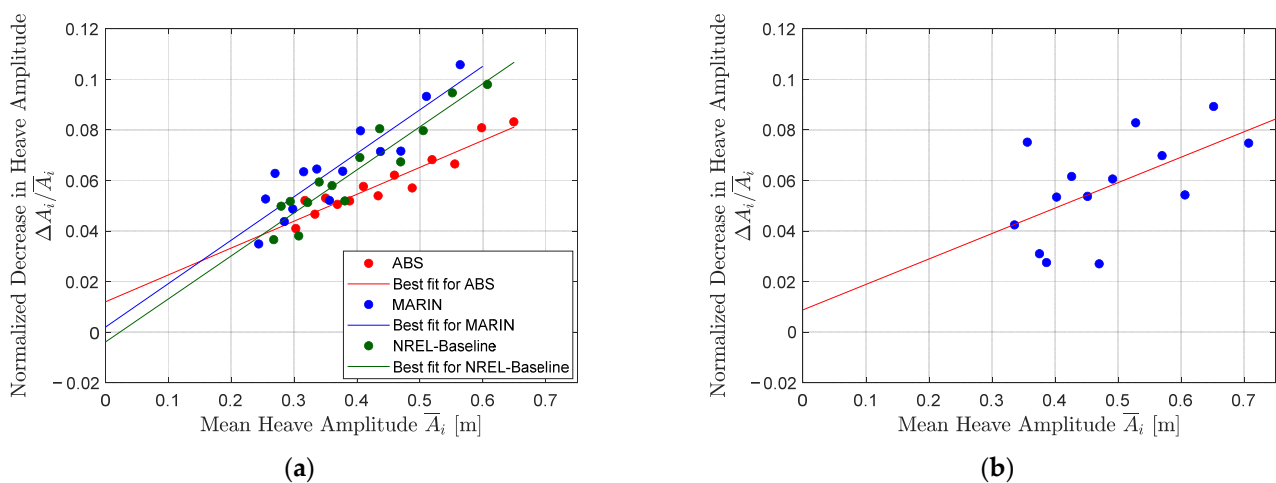 Normalized Decrease in Heave Amplitude
ΔA_i/A̅_i
0.12
0.1
0.08
0.06
0.04
0.02
0
−0.02
0
0.1
0.2
0.3
0.4
0.5
0.6
0.7
Mean Heave Amplitude A̅_i [m]
ABS
Best fit for ABS
MARIN
Best fit for MARIN
NREL-Baseline
Best fit for NREL-Baseline
(a)
Normalized Decrease in Heave Amplitude
ΔA_i/A̅_i
0.12
0.1
0.08
0.06
0.04
0.02
0
−0.02
0
0.1
0.2
0.3
0.4
0.5
0.6
0.7
Mean Heave Amplitude A̅_i [m]
(b)